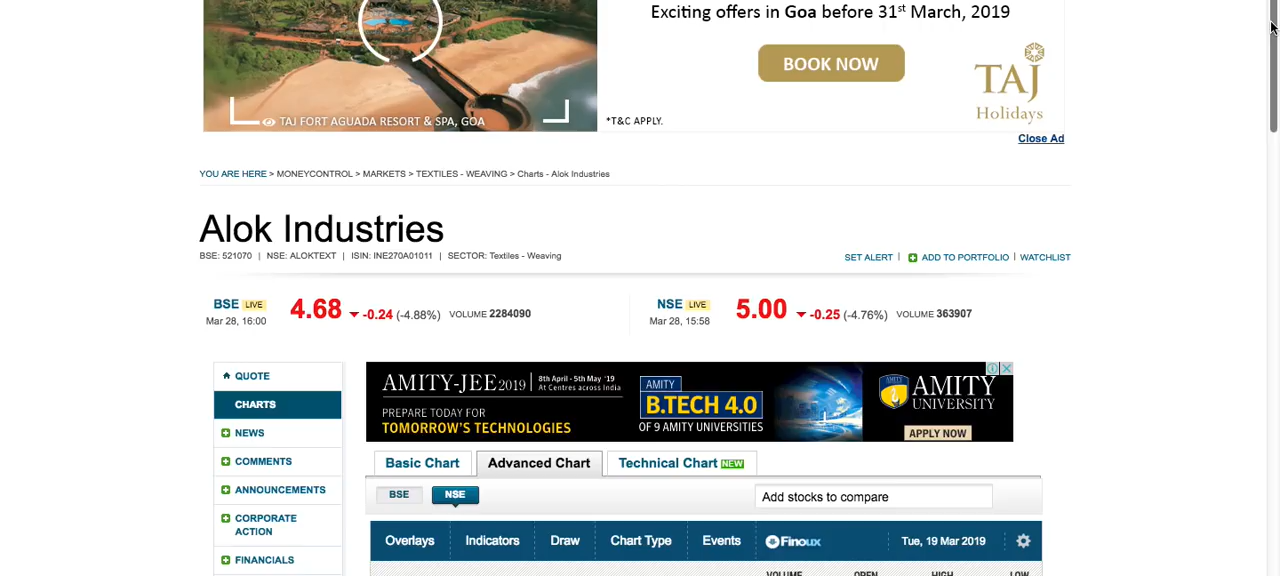 Exciting offers in Goa before 31st March, 2019
BOOK NOW
TAJ
Holidays
TAJ FORT AGUADA RESORT & SPA, GOA
*T&C APPLY.
Close Ad
YOU ARE HERE > MONEYCONTROL > MARKETS > TEXTILES - WEAVING > Charts - Alok Industries
Alok Industries
BSE: 521070 | NSE: ALOKTEXT | ISIN: INE270A01011 | SECTOR: Textiles - Weaving
SET ALERT | ADD TO PORTFOLIO | WATCHLIST
BSE LIVE 4.68 -0.24 (-4.88%) VOLUME 2284090
Mar 28, 16:00
NSE LIVE 5.00 -0.25 (-4.76%) VOLUME 363907
Mar 28, 15:58
QUOTE
CHARTS
NEWS
COMMENTS
ANNOUNCEMENTS
CORPORATE
ACTION
FINANCIALS
AMITY-JEE 2019 | 8th April - 5th May '19
At Centres across India
PREPARE TODAY FOR
TOMORROW'S TECHNOLOGIES
AMITY
B.TECH 4.0
OF 9 AMITY UNIVERSITIES
AMITY
UNIVERSITY
APPLY NOW
Basic Chart Advanced Chart Technical Chart NEW
BSE NSE Add stocks to compare
Overlays Indicators Draw Chart Type Events Finoux Tue, 19 Mar 2019
VOLUME OPEN HIGH LOW